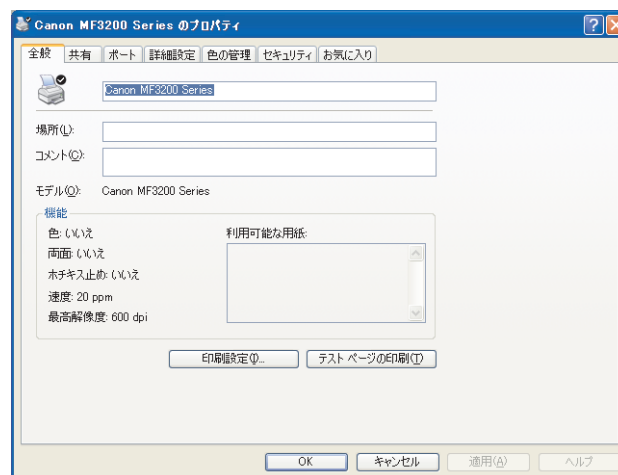 Canon MF3200 Series のプロパティ
全般 共有 ポート 詳細設定 色の管理 セキュリティ お気に入り
Canon MF3200 Series
場所(L):
コメント(C):
モデル(O): Canon MF3200 Series
機能
色: いいえ 利用可能な用紙:
両面: いいえ
ホチキス止め: いいえ
速度: 20 ppm
最高解像度: 600 dpi
印刷設定(I)... テスト ページの印刷(T)
OK キャンセル 適用(A) ヘルプ